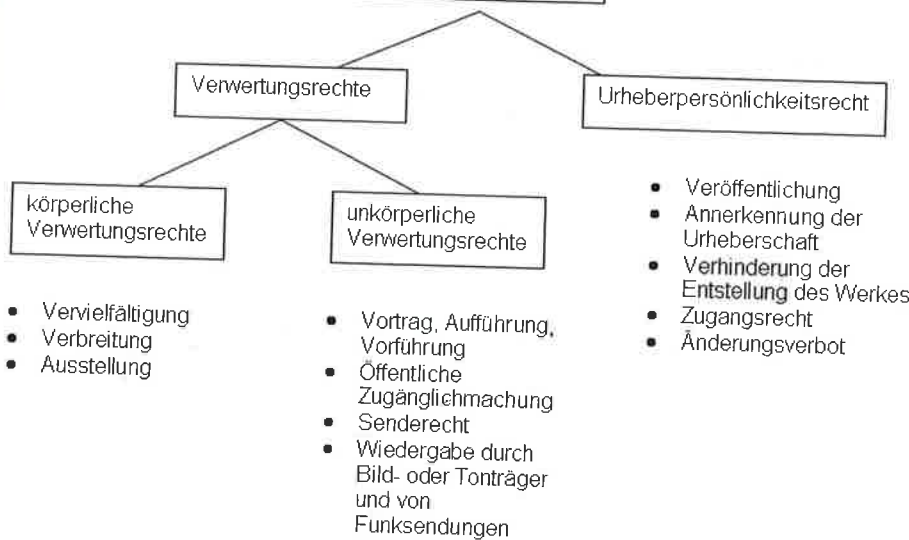 Verwertungsrechte
Urheberpersönlichkeitsrecht
körperliche
Verwertungsrechte
unkörperliche
Verwertungsrechte
• Vervielfältigung
• Verbreitung
• Ausstellung
• Vortrag, Aufführung,
Vorführung
• Öffentliche
Zugänglichmachung
• Senderecht
• Wiedergabe durch
Bild- oder Tonträger
und von
Funksendungen
• Veröffentlichung
• Annerkennung der
Urheberschaft
• Verhinderung der
Entstellung des Werkes
• Zugangsrecht
• Änderungsverbot